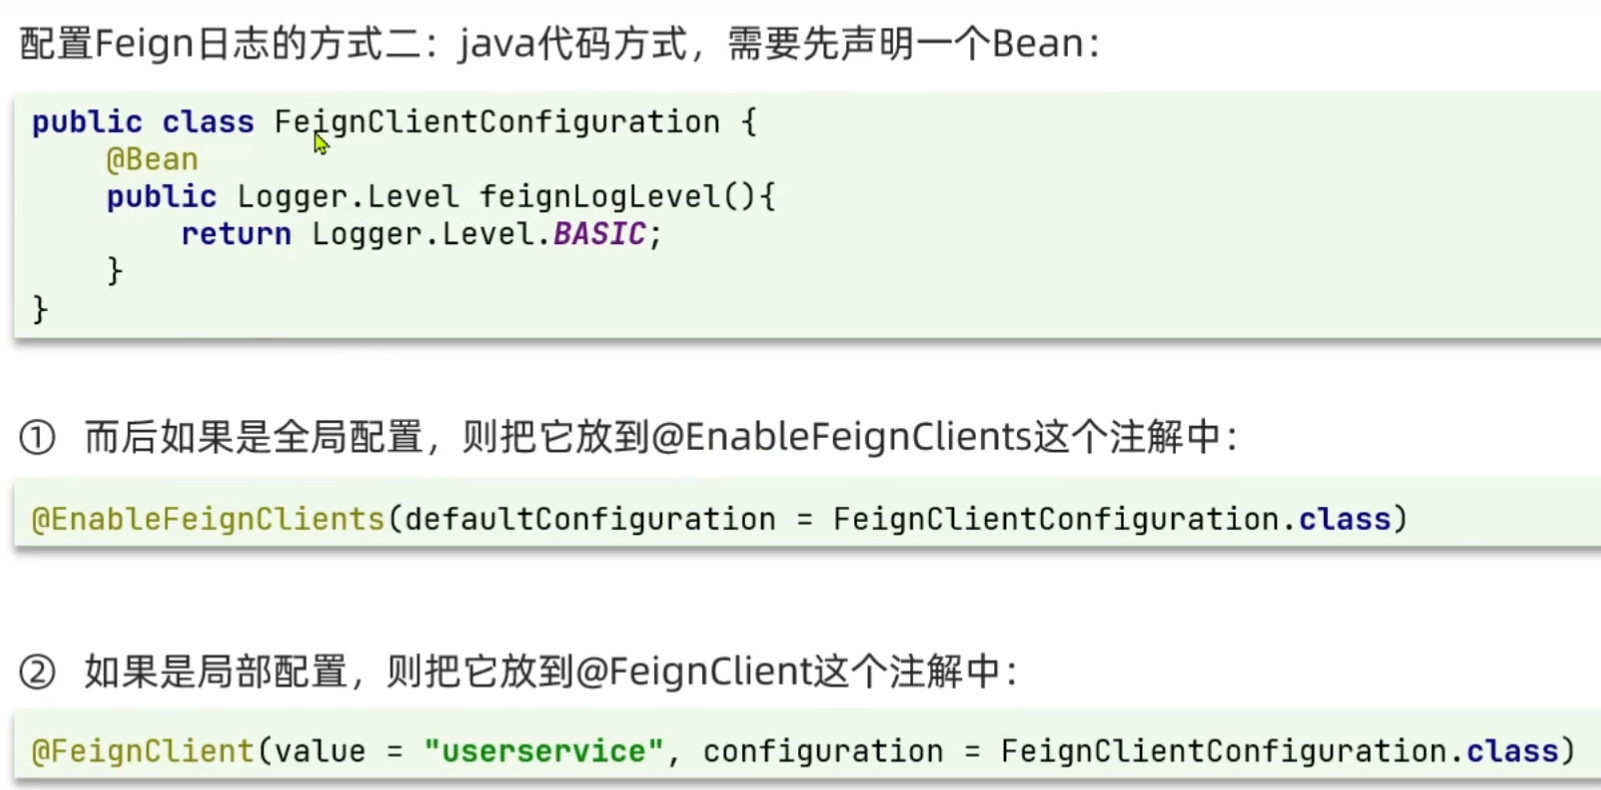 配置Feign日志的方式二：java代码方式，需要先声明一个Bean：
public class FeignClientConfiguration {
    @Bean
    public Logger.Level feignLogLevel(){
        return Logger.Level.BASIC;
    }
}
① 而后如果是全局配置，则把它放到@EnableFeignClients这个注解中：
@EnableFeignClients(defaultConfiguration = FeignClientConfiguration.class)
② 如果是局部配置，则把它放到@FeignClient这个注解中：
@FeignClient(value = "userservice", configuration = FeignClientConfiguration.class)